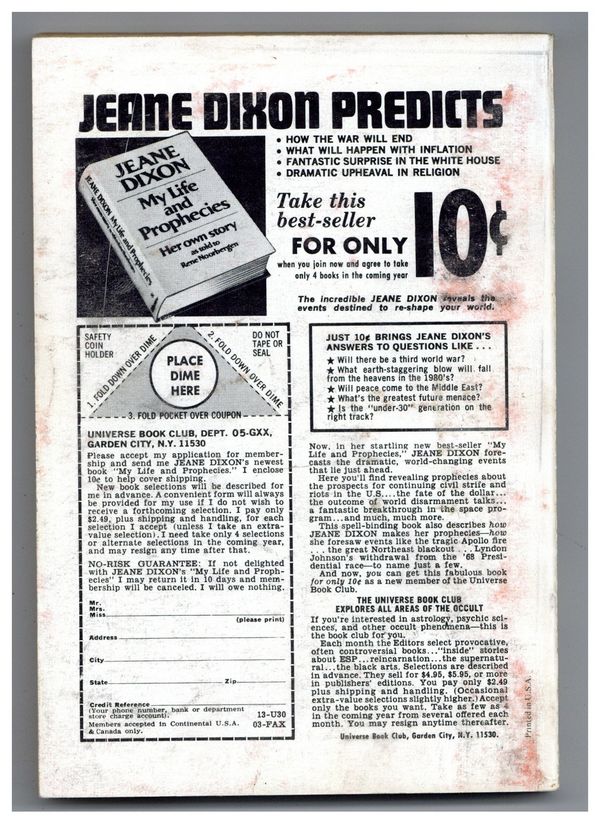 JEANE DIXON PREDICTS
• HOW THE WAR WILL END
• WHAT WILL HAPPEN WITH INFLATION
• FANTASTIC SURPRISE IN THE WHITE HOUSE
• DRAMATIC UPHEAVAL IN RELIGION
JEANE
DIXON
My Life
and
Prophecies
Her own story
as told to
Rene Noorbergen
JEANE DIXON My Life and Prophecies
Take this
best-seller
FOR ONLY
10¢
when you join now and agree to take
only 4 books in the coming year
The incredible JEANE DIXON reveals the
events destined to re-shape your world.
SAFETY
COIN
HOLDER
DO NOT
TAPE OR
SEAL
1. FOLD DOWN OVER DIME
2. FOLD DOWN OVER DIME
PLACE
DIME
HERE
3. FOLD POCKET OVER COUPON
UNIVERSE BOOK CLUB, DEPT. 05-GXX,
GARDEN CITY, N.Y. 11530
Please accept my application for member-
ship and send me JEANE DIXON's newest
book "My Life and Prophecies." I enclose
10¢ to help cover shipping.
New book selections will be described for
me in advance. A convenient form will always
be provided for my use if I do not wish to
receive a forthcoming selection. I pay only
$2.49, plus shipping and handling, for each
selection I accept (unless I take an extra-
value selection). I need take only 4 selections
or alternate selections in the coming year,
and may resign any time after that.
NO-RISK GUARANTEE: If not delighted
with JEANE DIXON's "My Life and Proph-
ecies" I may return it in 10 days and mem-
bership will be canceled. I will owe nothing.
Mr.
Mrs.
Miss
(please print)
Address
City
State Zip
Credit Reference
(Your phone number, bank or department
store charge account).
13-U30
Members accepted in Continental U.S.A.
& Canada only.
03-FAX
JUST 10¢ BRINGS JEANE DIXON'S
ANSWERS TO QUESTIONS LIKE . . .
★ Will there be a third world war?
★ What earth-staggering blow will fall
from the heavens in the 1980's?
★ Will peace come to the Middle East?
★ What's the greatest future menace?
★ Is the "under-30" generation on the
right track?
Now, in her startling new best-seller "My
Life and Prophecies," JEANE DIXON fore-
casts the dramatic, world-changing events
that lie just ahead.
Here you'll find revealing prophicies about
the prospects for continuing civil strife and
riots in the U.S....the fate of the dollar...
the outcome of world disarmament talks...
a fantastic breakthrough in the space pro-
gram...and much, much more.
This spell-binding book also describes how
JEANE DIXON makes her prophecies—how
she foresaw events like the tragic Apollo fire
. . . the great Northeast blackout . . . Lyndon
Johnson's withdrawal from the '68 Presi-
dential race—to name just a few.
And now, you can get this fabulous book
for only 10¢ as a new member of the Universe
Book Club.
THE UNIVERSE BOOK CLUB
EXPLORES ALL AREAS OF THE OCCULT
If you're interested in astrology, psychic sci-
ences, and other occult phenomena—this is
the book club for you.
Each month the Editors select provocative,
often controversial books..."inside" stories
about ESP...reincarnation...the supernatu-
ral...the black arts. Selections are described
in advance. They sell for $4.95, $5.95, or more
in publishers' editions. You pay only $2.49
plus shipping and handling. (Occasional
extra-value selections slightly higher.) Accept
only the books you want. Take as few as 4
in the coming year from several offered each
month. You may resign anytime thereafter.
Universe Book Club, Garden City, N.Y. 11530.
Printed in U.S.A.